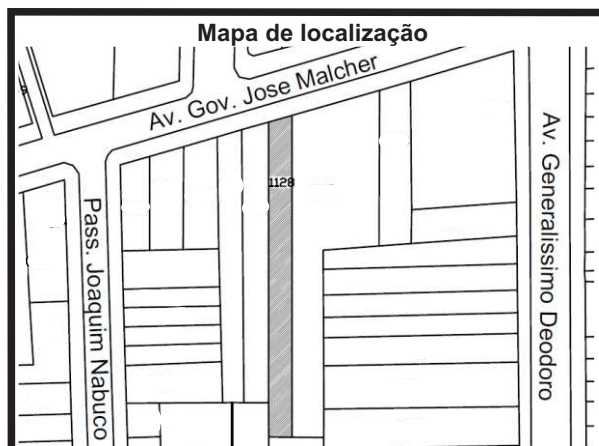 Mapa de localização
Av. Gov. Jose Malcher
1128
Pass. Joaquim Nabuco
Av. Generalissimo Deodoro